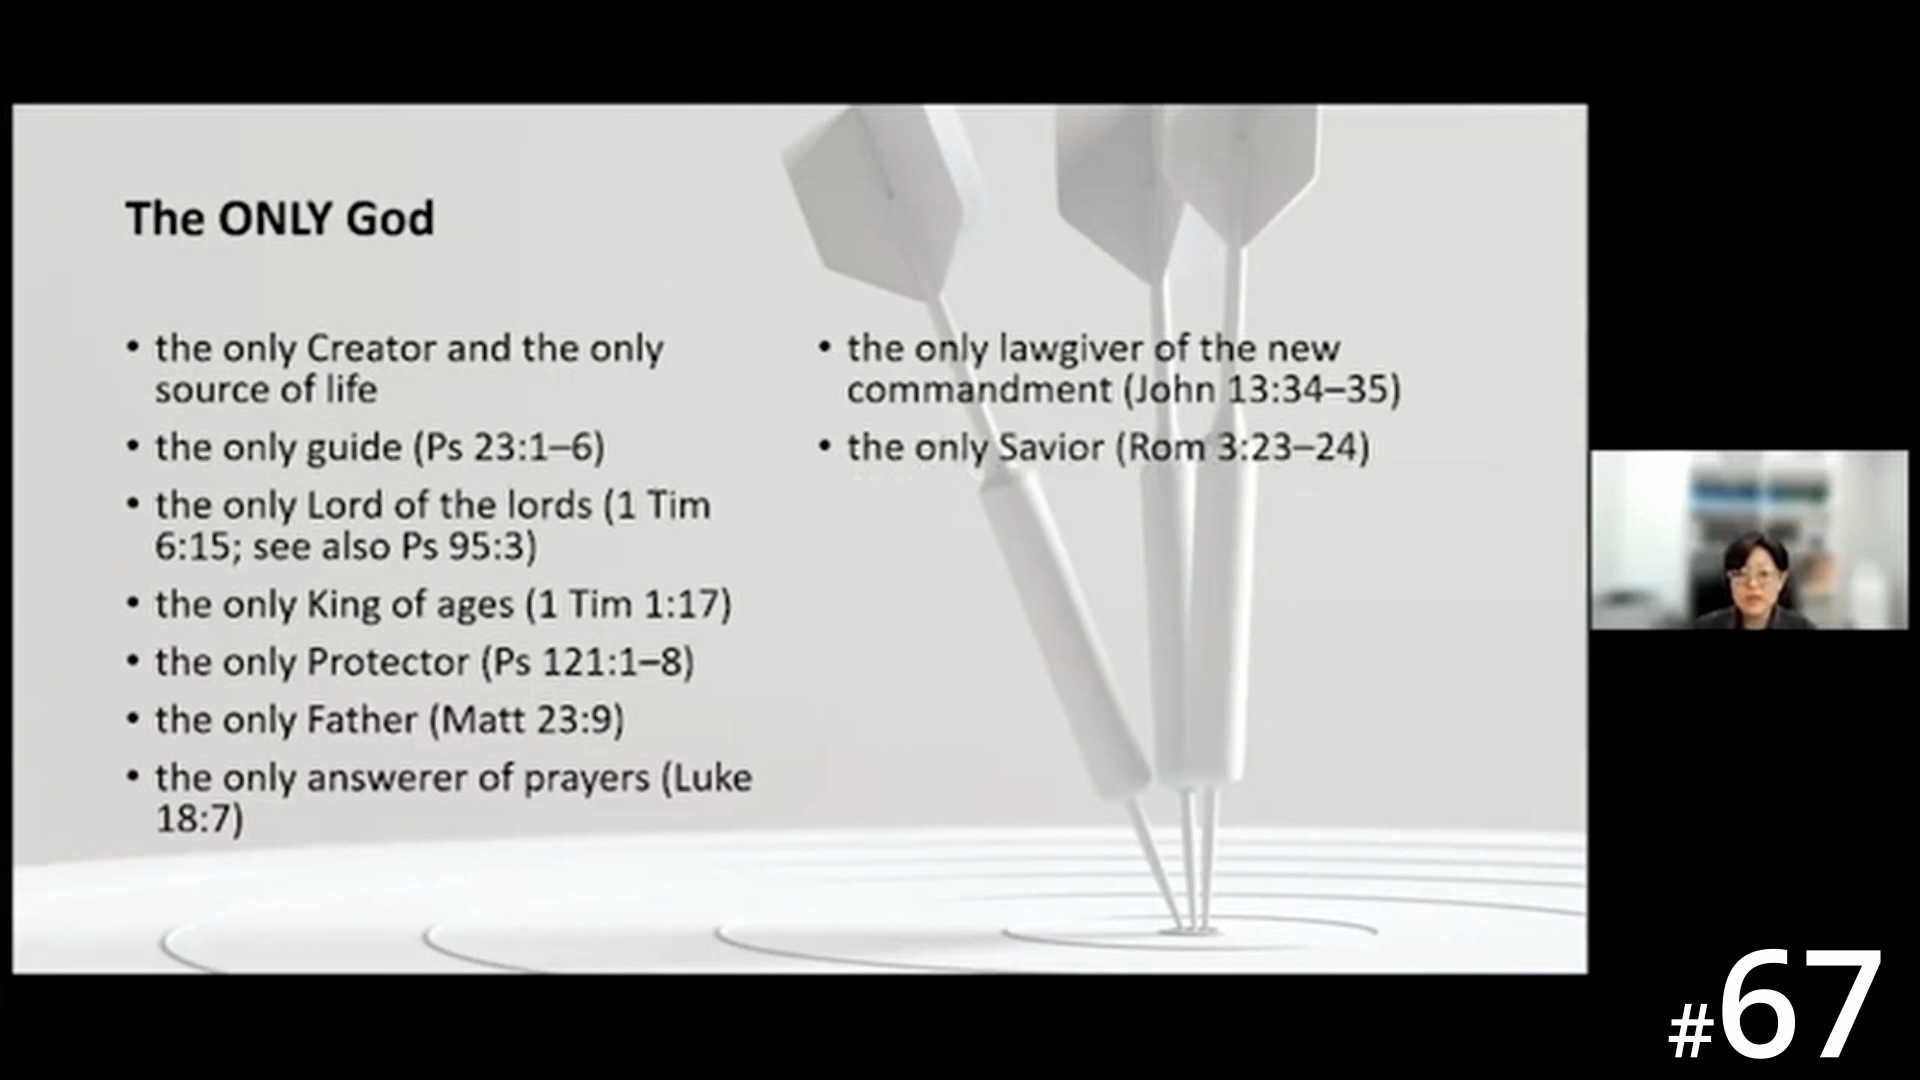 The ONLY God
• the only Creator and the only
source of life
• the only guide (Ps 23:1–6)
• the only Lord of the lords (1 Tim
6:15; see also Ps 95:3)
• the only King of ages (1 Tim 1:17)
• the only Protector (Ps 121:1–8)
• the only Father (Matt 23:9)
• the only answerer of prayers (Luke
18:7)
• the only lawgiver of the new
commandment (John 13:34–35)
• the only Savior (Rom 3:23–24)
#67